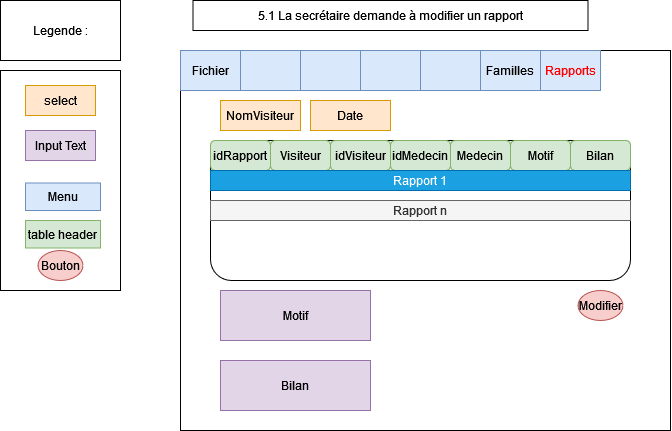 Legende :
5.1 La secrétaire demande à modifier un rapport
select
Input Text
Menu
table header
Bouton
Fichier Familles Rapports
NomVisiteur Date
idRapport Visiteur idVisiteur idMedecin Medecin Motif Bilan
Rapport 1
Rapport n
Motif
Modifier
Bilan